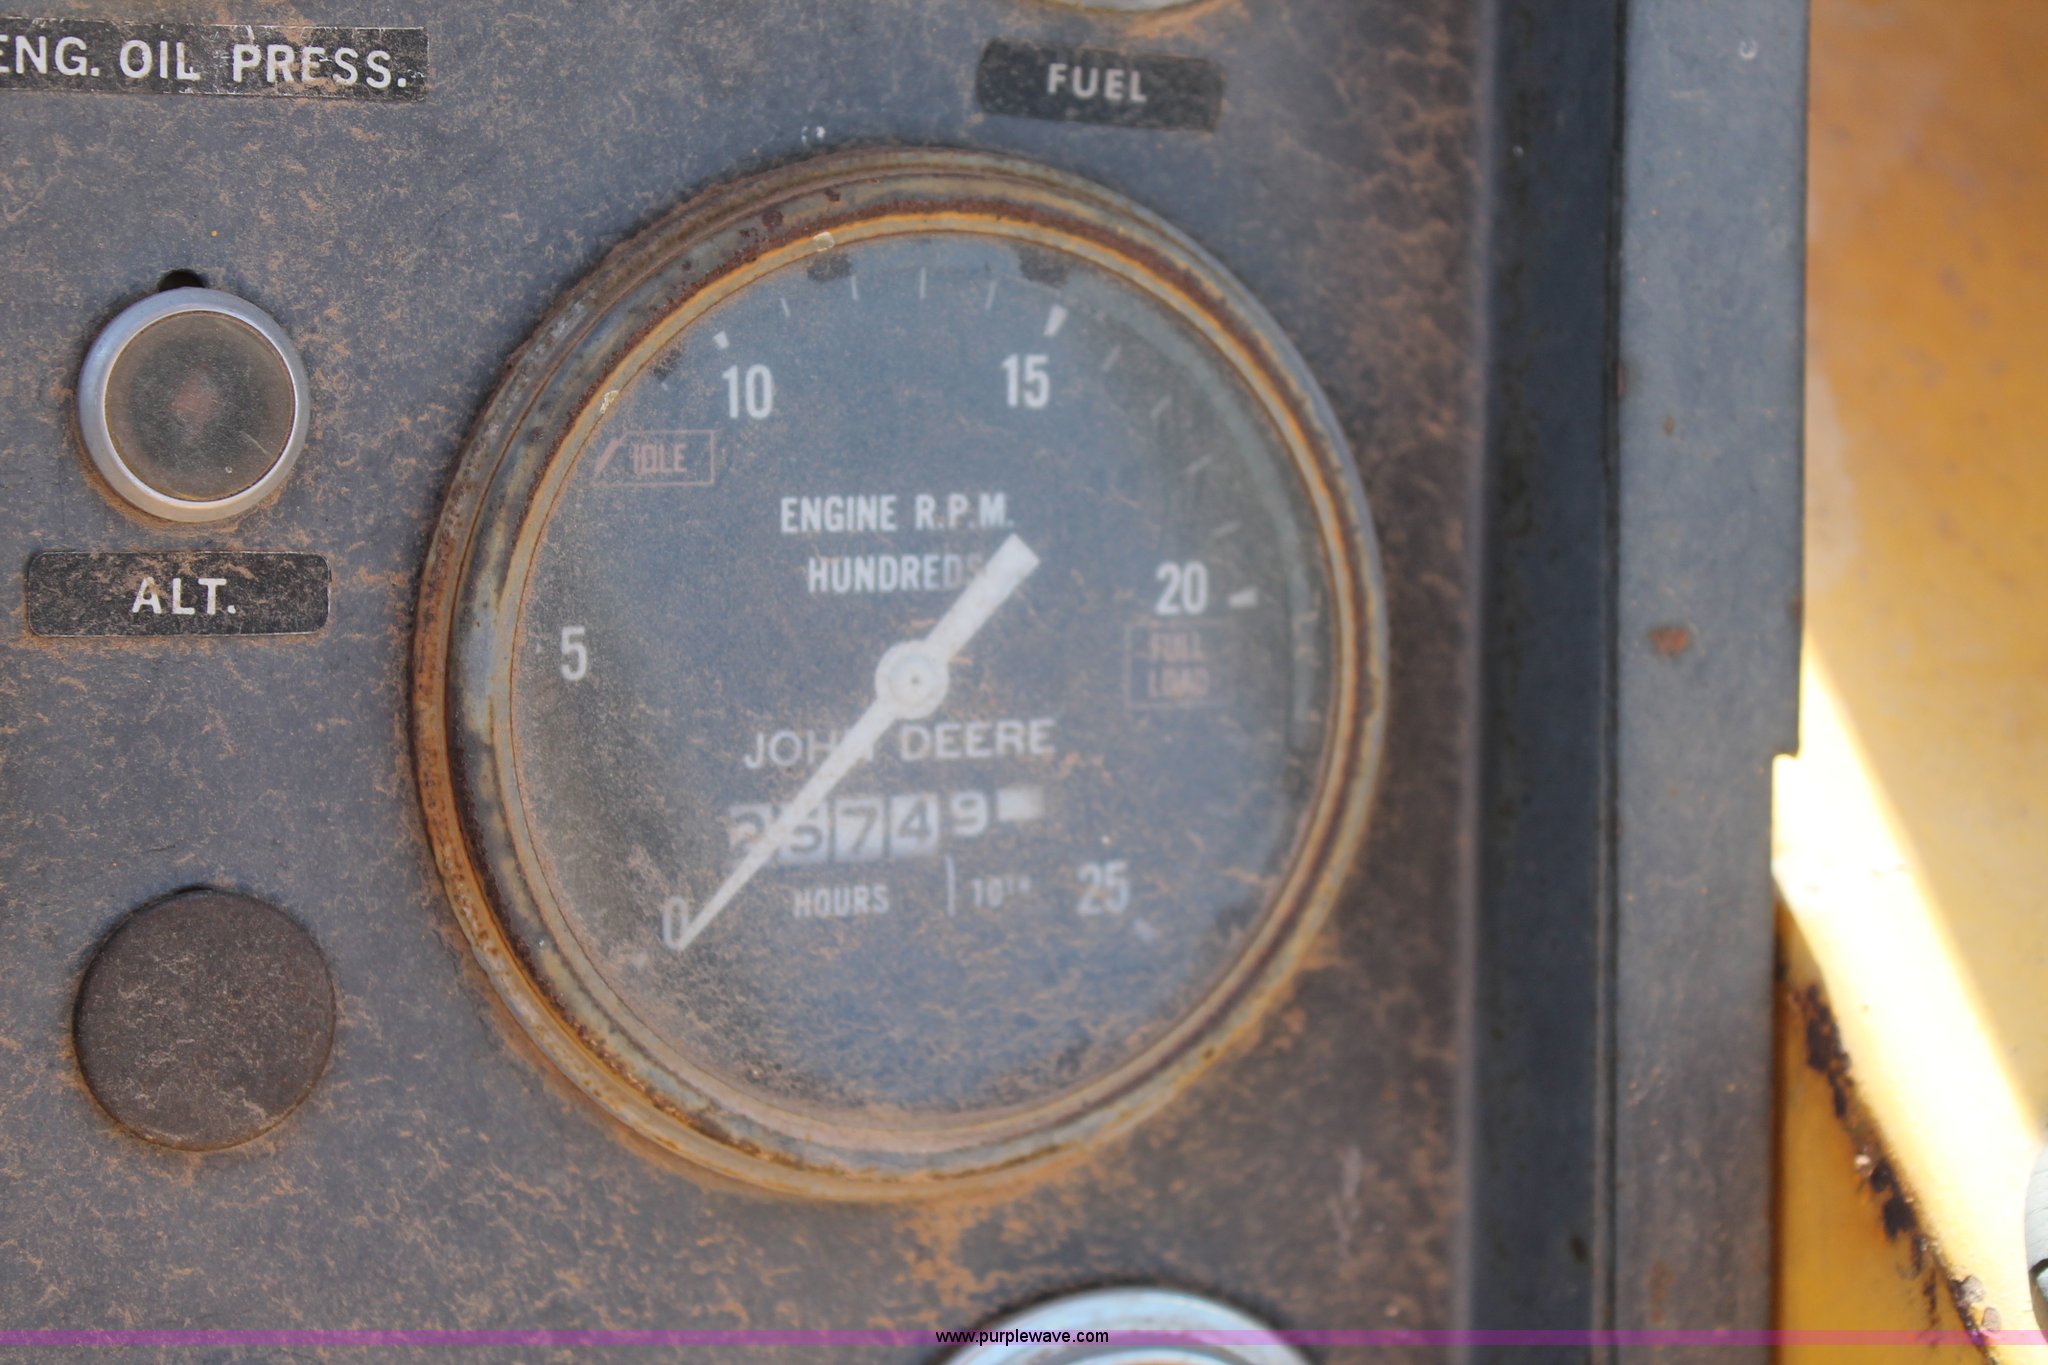 ENG. OIL PRESS.
FUEL
10
15
IDLE
ENGINE R.P.M.
HUNDREDS
ALT.
5
20
FULL
LOAD
JOHN DEERE
749
0
HOURS
10TH
25
www.purplewave.com